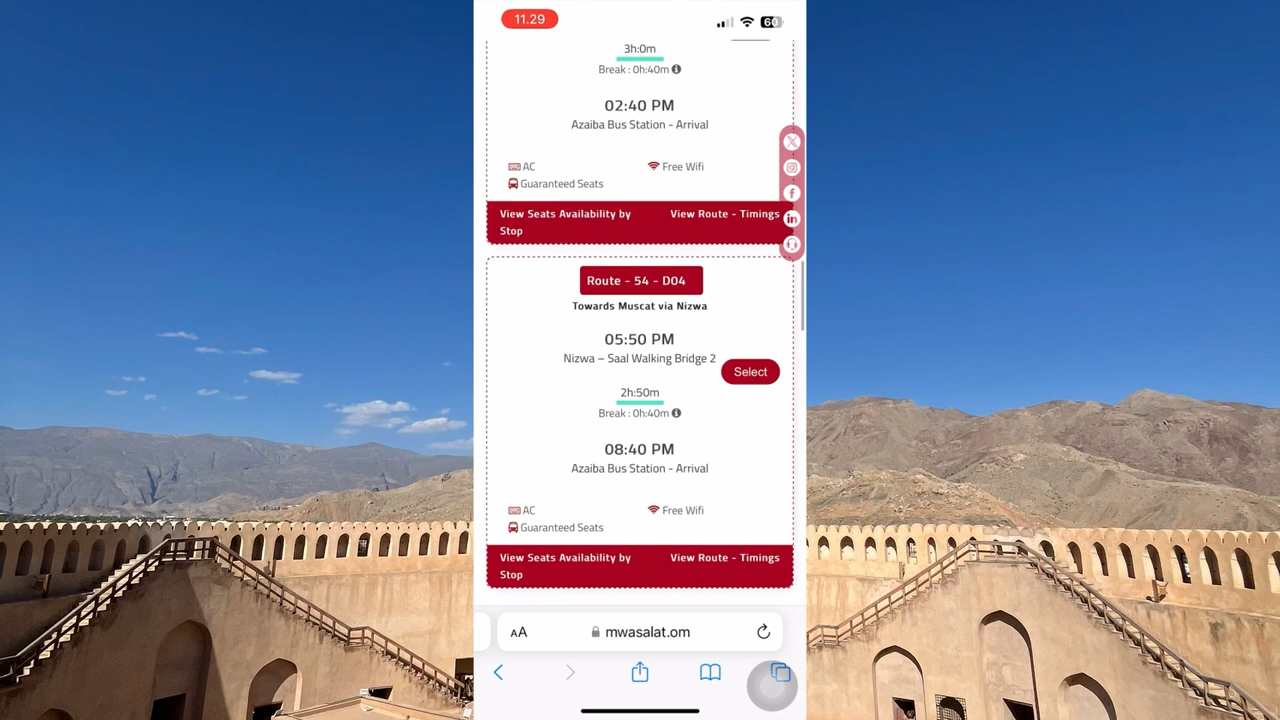 11.29
60
3h:0m
Break : 0h:40m
02:40 PM
Azaiba Bus Station - Arrival
AC
Free Wifi
Guaranteed Seats
View Seats Availability by
Stop
View Route - Timings
Route - 54 - D04
Towards Muscat via Nizwa
05:50 PM
Nizwa – Saal Walking Bridge 2
Select
2h:50m
Break : 0h:40m
08:40 PM
Azaiba Bus Station - Arrival
AC
Free Wifi
Guaranteed Seats
View Seats Availability by
Stop
View Route - Timings
AA
mwasalat.om